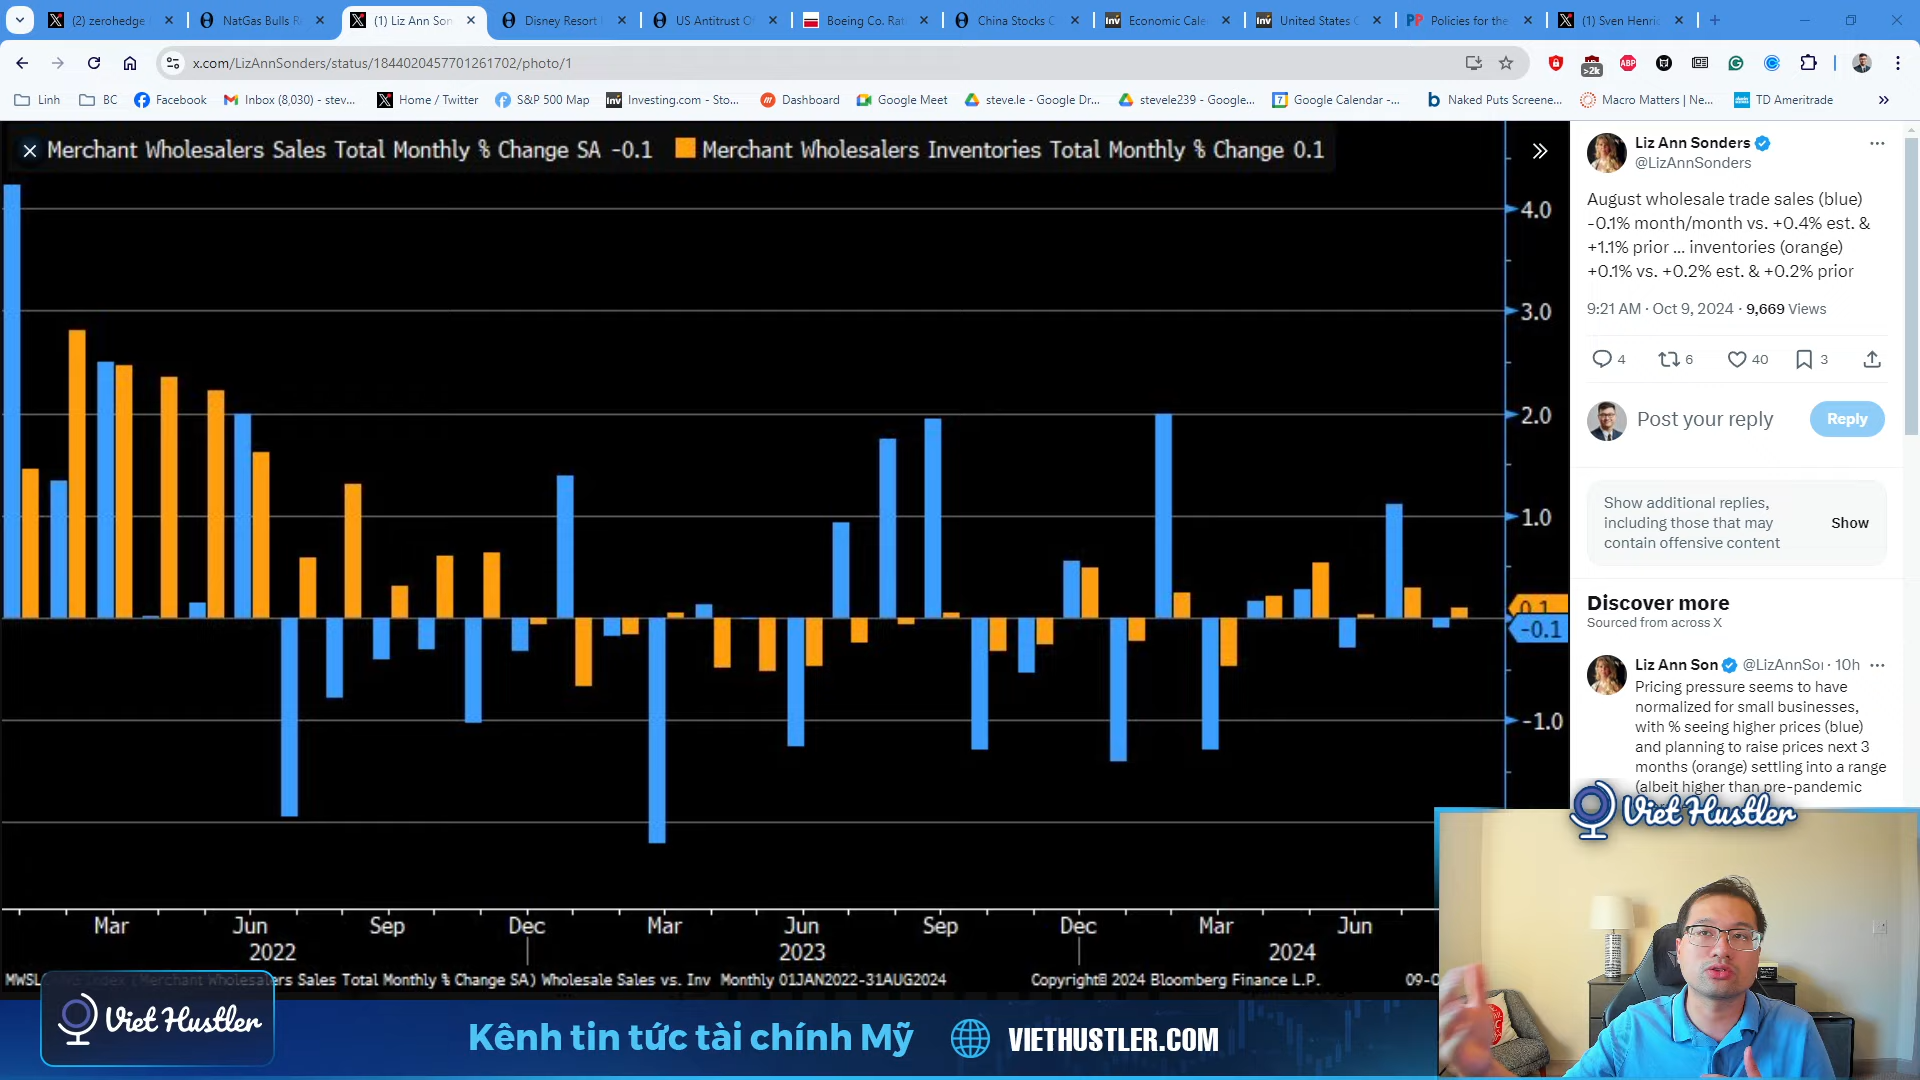 (2) zerohedge
NatGas Bulls R
(1) Liz Ann Son
Disney Resort
US Antitrust O
Boeing Co. Rat
China Stocks C
Economic Cale
United States C
Policies for the
(1) Sven Henri
x.com/LizAnnSonders/status/1844020457701261702/photo/1
>2k
ABP
Linh
BC
Facebook
Inbox (8,030) - stev...
Home / Twitter
S&P 500 Map
Investing.com - Sto...
Dashboard
Google Meet
steve.le - Google Dr...
stevele239 - Google...
Google Calendar -...
Naked Puts Screene...
Macro Matters | Ne...
TD Ameritrade
Merchant Wholesalers Sales Total Monthly % Change SA -0.1
Merchant Wholesalers Inventories Total Monthly % Change 0.1
4.0
3.0
2.0
1.0
0.1
-0.1
-1.0
Mar
Jun
Sep
Dec
Mar
Jun
Sep
Dec
Mar
Jun
2022
2023
2024
Sales Total Monthly % Change SA) Wholesale Sales vs. Inv Monthly 01JAN2022-31AUG2024
Copyright© 2024 Bloomberg Finance L.P.
Liz Ann Sonders
@LizAnnSonders
August wholesale trade sales (blue)
-0.1% month/month vs. +0.4% est. &
+1.1% prior ... inventories (orange)
+0.1% vs. +0.2% est. & +0.2% prior
9:21 AM · Oct 9, 2024 · 9,669 Views
4
6
40
3
Post your reply
Reply
Show additional replies,
including those that may
contain offensive content
Show
Discover more
Sourced from across X
Liz Ann Son @LizAnnSo · 10h
Pricing pressure seems to have
normalized for small businesses,
with % seeing higher prices (blue)
and planning to raise prices next 3
months (orange) settling into a range
(albeit higher than pre-pandemic
Viet Hustler
Viet Hustler
Kênh tin tức tài chính Mỹ
VIETHUSTLER.COM